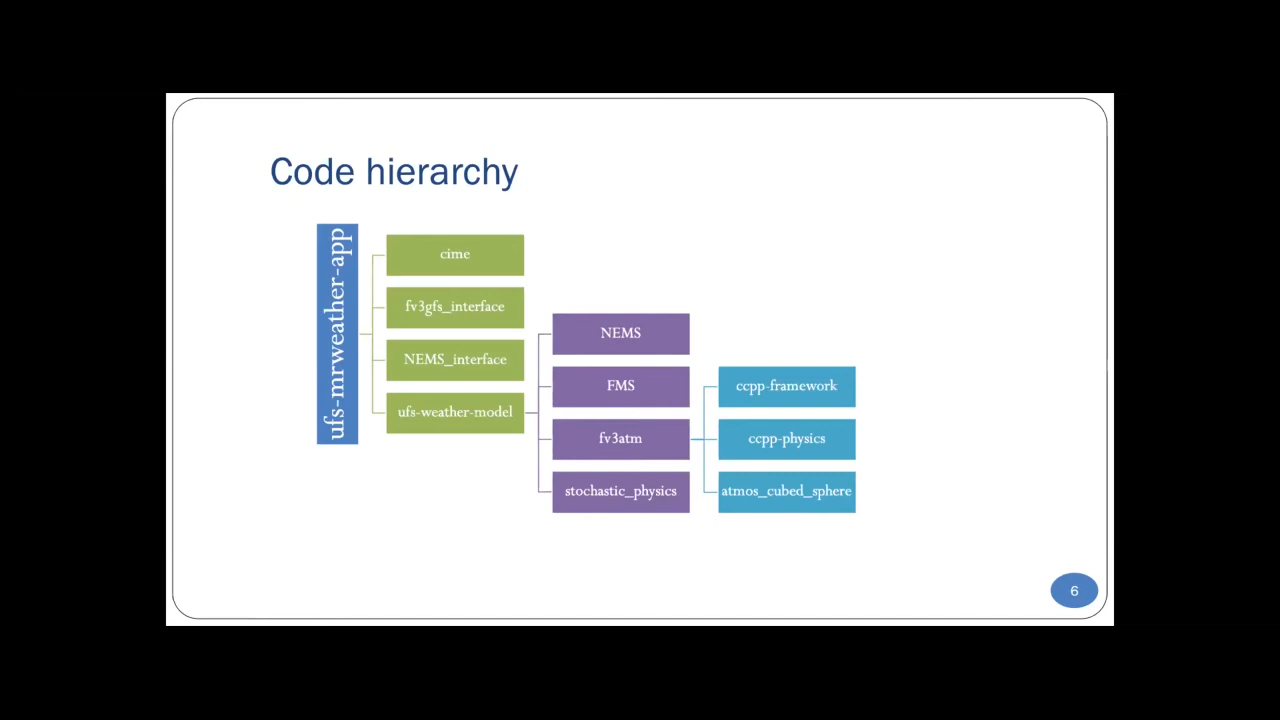 Code hierarchy
ufs-mrweather-app
cime
fv3gfs_interface
NEMS_interface
ufs-weather-model
NEMS
FMS
fv3atm
stochastic_physics
ccpp-framework
ccpp-physics
atmos_cubed_sphere
6